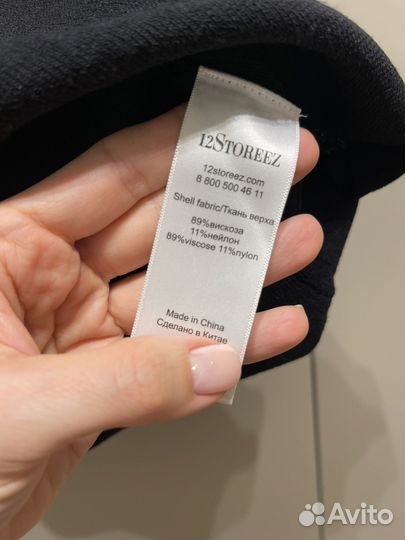 12STOREEZ
12storeez.com
8 800 500 46 11
Shell fabric/Ткань верха
89%вискоза
11%нейлон
89%viscose 11%nylon
Made in China
Сделано в Китае
Avito